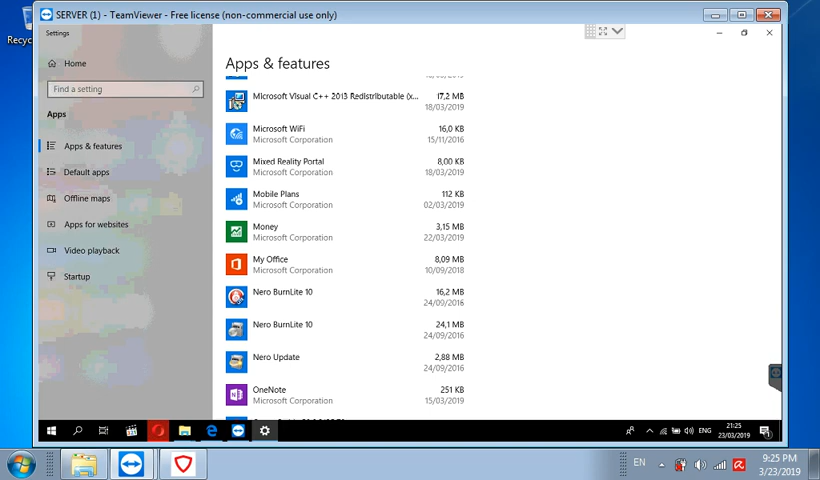 Recyc
SERVER (1) - TeamViewer - Free license (non-commercial use only)
Settings
Home
Find a setting
Apps
Apps & features
Default apps
Offline maps
Apps for websites
Video playback
Startup
Apps & features
Microsoft Visual C++ 2013 Redistributable (x... 17,2 MB
18/03/2019
Microsoft WiFi 16,0 KB
Microsoft Corporation 15/11/2016
Mixed Reality Portal 8,00 KB
Microsoft Corporation 18/03/2019
Mobile Plans 112 KB
Microsoft Corporation 02/03/2019
Money 3,15 MB
Microsoft Corporation 22/03/2019
My Office 8,09 MB
Microsoft Corporation 10/09/2018
Nero BurnLite 10 16,2 MB
24/09/2016
Nero BurnLite 10 24,1 MB
24/09/2016
Nero Update 2,88 MB
24/09/2016
OneNote 251 KB
Microsoft Corporation 15/03/2019
ENG
21:25
23/03/2019
EN
9:25 PM
3/23/2019